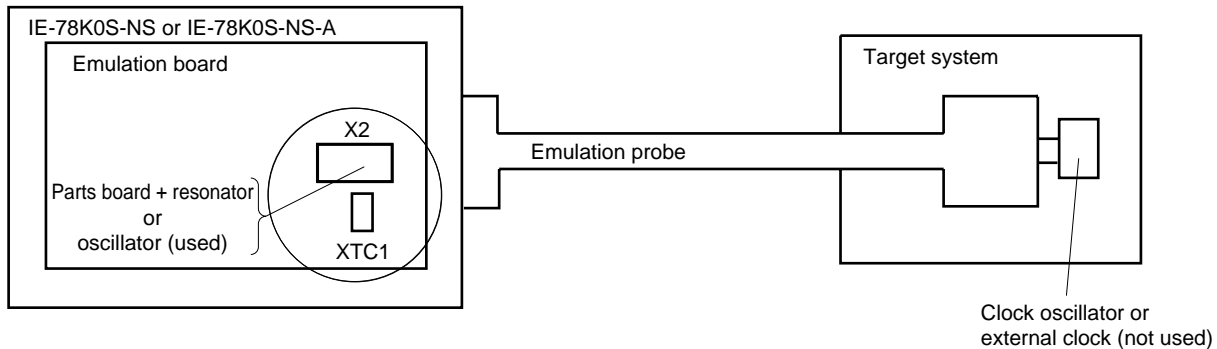 IE-78K0S-NS or IE-78K0S-NS-A
Emulation board
X2
Parts board + resonator
or
oscillator (used)
XTC1
Emulation probe
Target system
Clock oscillator or
external clock (not used)